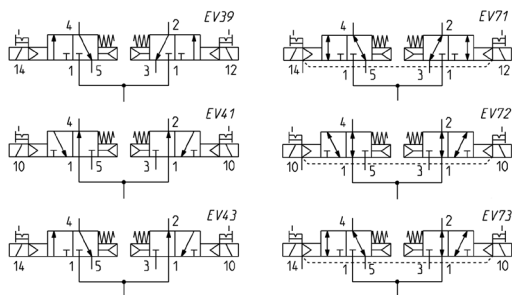 4 2 EV39
14 1 5 3 1 12
4 2 EV71
14 1 5 3 1 12
4 2 EV41
10 1 5 3 1 10
4 2 EV72
10 1 5 3 1 10
4 2 EV43
14 1 5 3 1 10
4 2 EV73
14 1 5 3 1 10